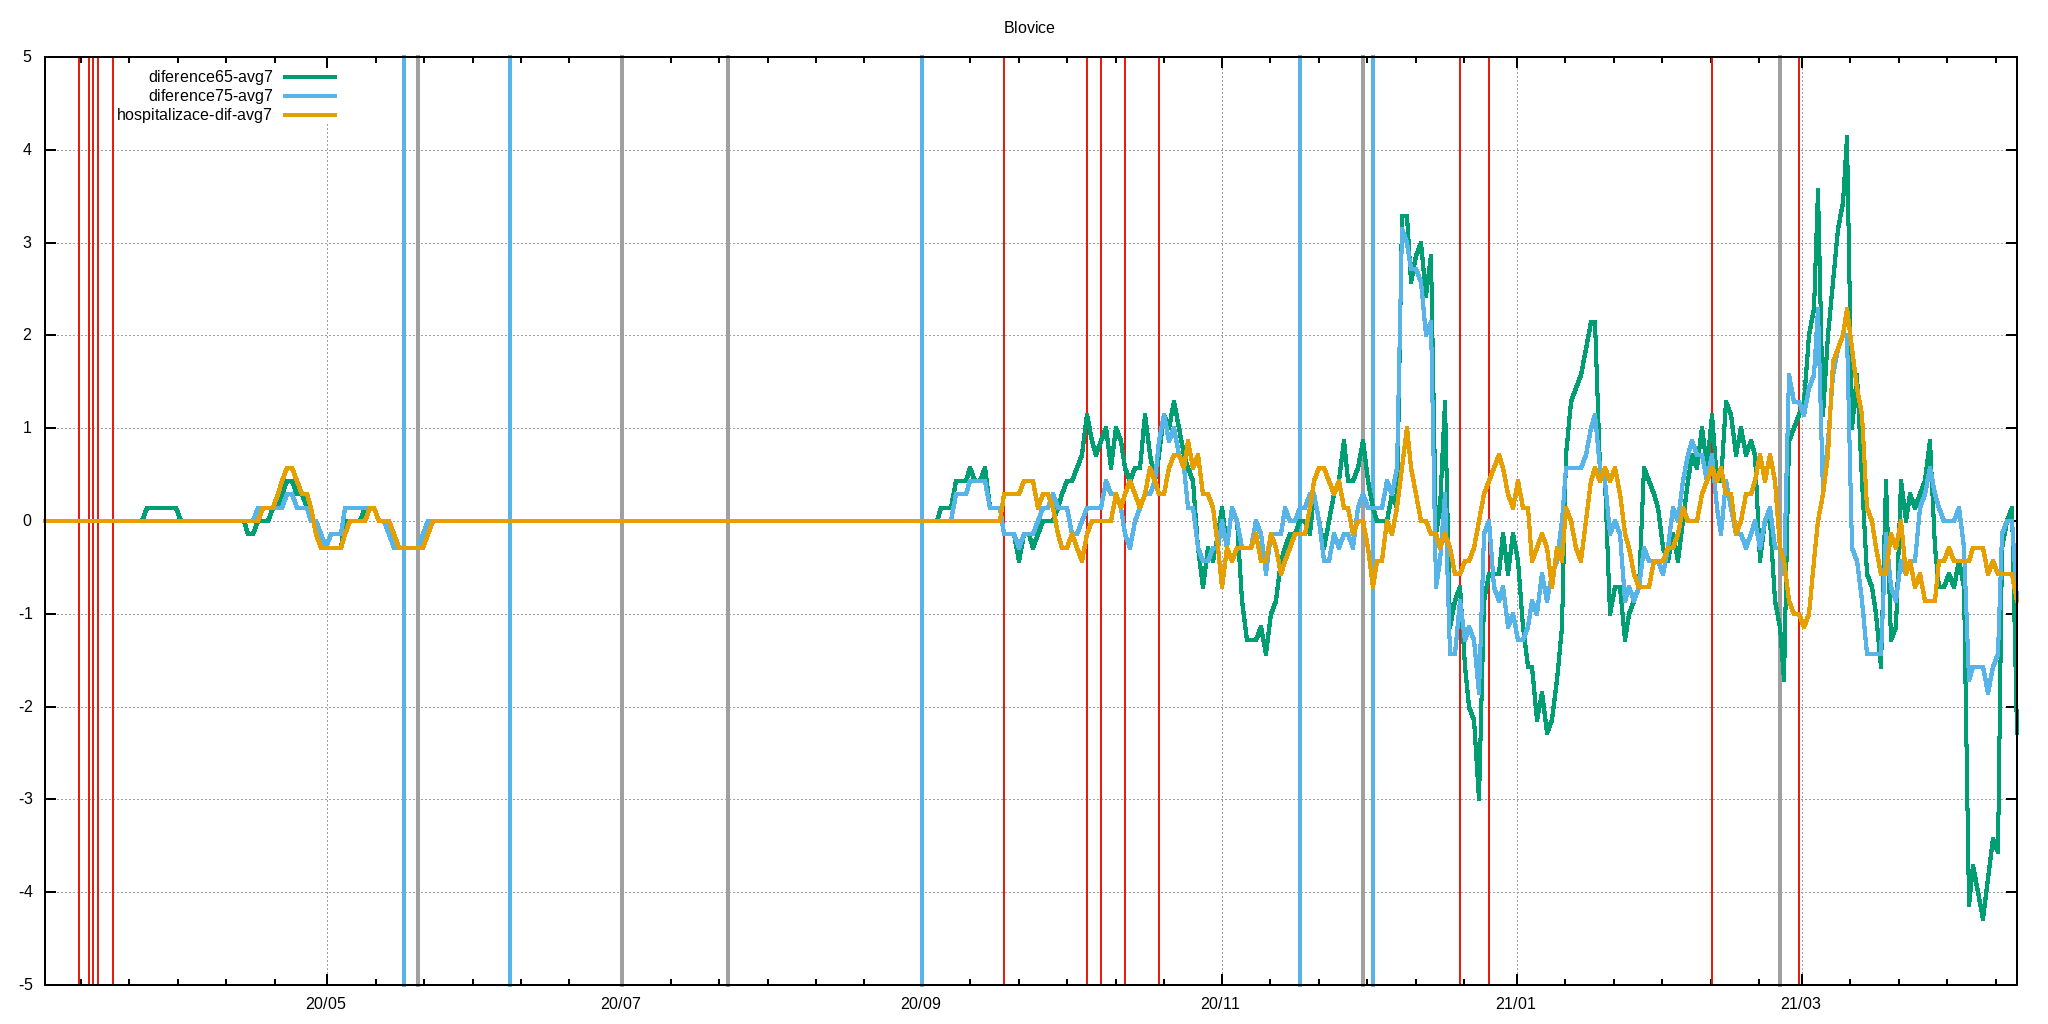 Blovice
5
4
3
2
1
0
-1
-2
-3
-4
-5
diference65-avg7
diference75-avg7
hospitalizace-dif-avg7
20/05 20/07 20/09 20/11 21/01 21/03